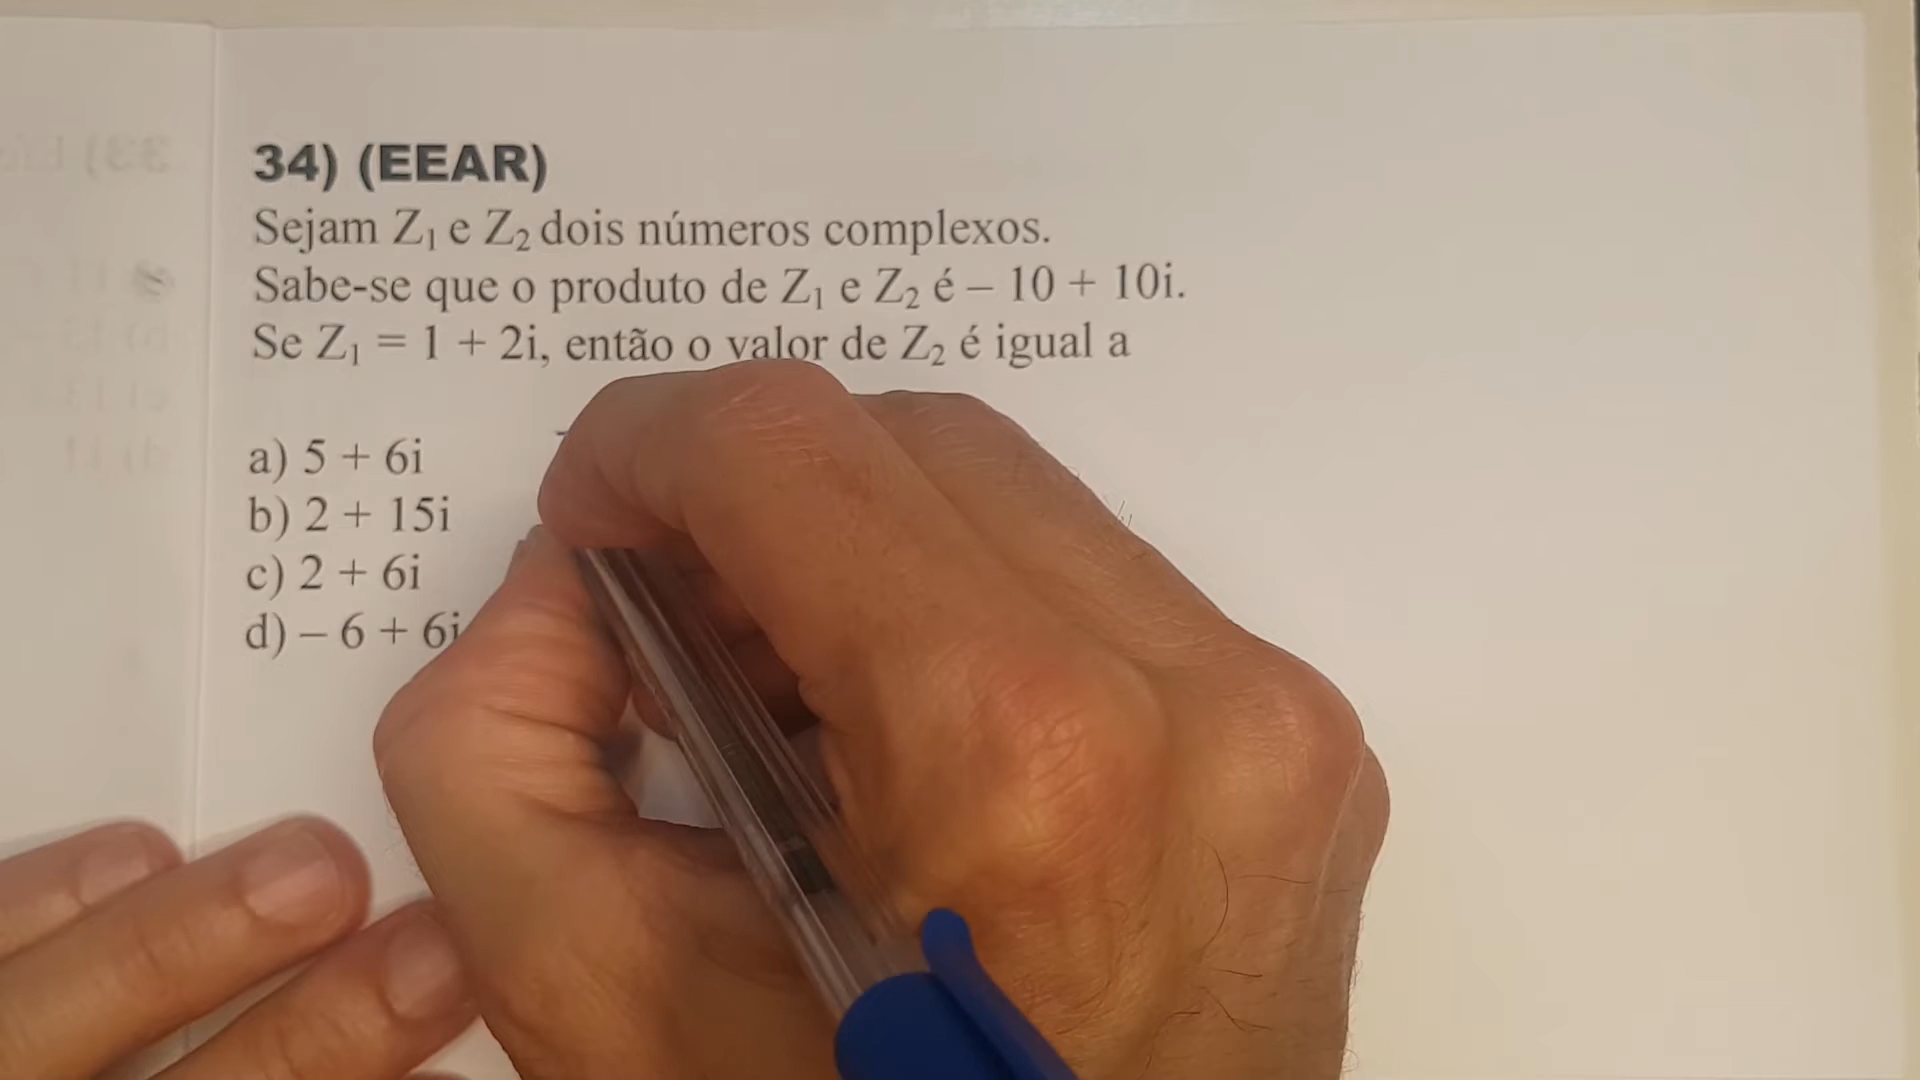 34) (EEAR)
Sejam Z₁ e Z₂ dois números complexos.
Sabe-se que o produto de Z₁ e Z₂ é – 10 + 10i.
Se Z₁ = 1 + 2i, então o valor de Z₂ é igual a
a) 5 + 6i
b) 2 + 15i
c) 2 + 6i
d) – 6 + 6i